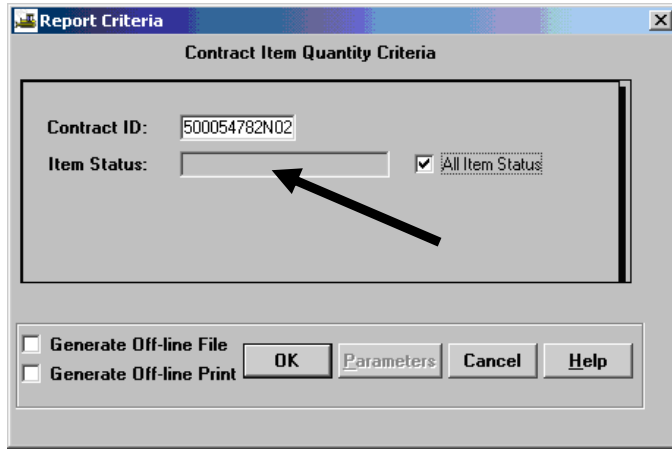 Report Criteria
Contract Item Quantity Criteria
Contract ID: 500054782N02
Item Status: All Item Status
Generate Off-line File
Generate Off-line Print
OK Parameters Cancel Help